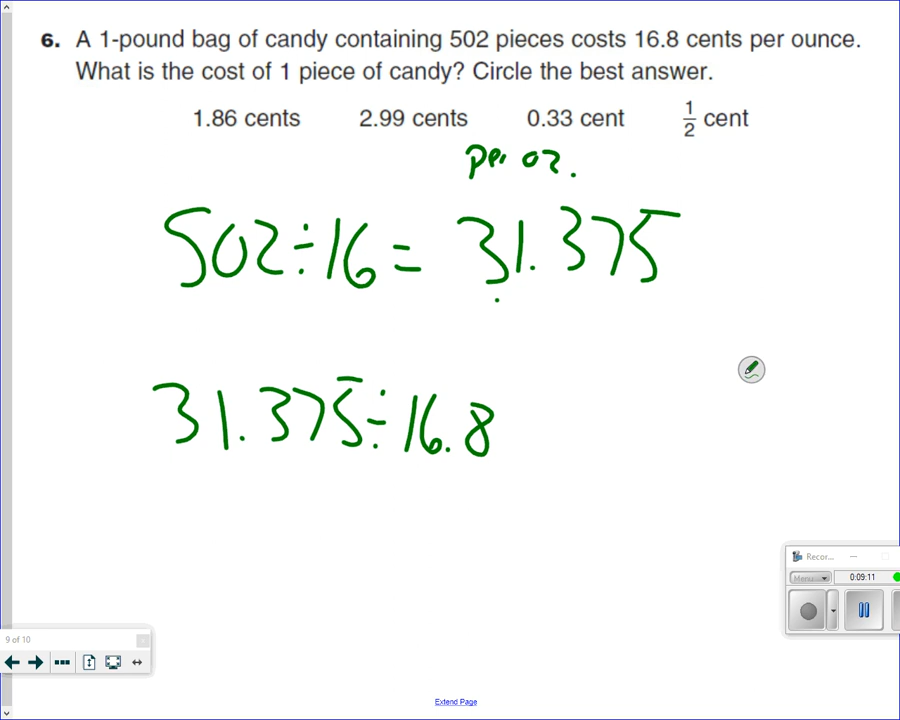 6. A 1-pound bag of candy containing 502 pieces costs 16.8 cents per ounce.
What is the cost of 1 piece of candy? Circle the best answer.
1.86 cents 2.99 cents 0.33 cent 1/2 cent
per oz.
502 ÷ 16 = 31.375
31.375 ÷ 16.8
Recor...
Menu...
0:09:11
9 of 10
Extend Page